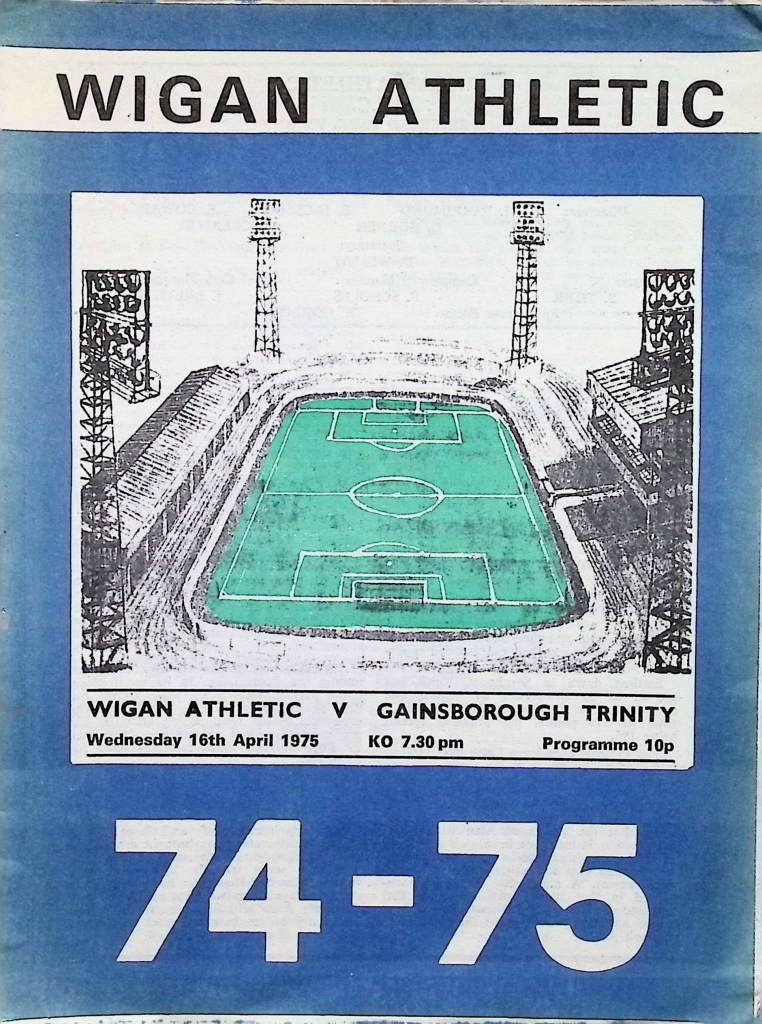 WIGAN ATHLETIC
WIGAN ATHLETIC V GAINSBOROUGH TRINITY
Wednesday 16th April 1975 KO 7.30 pm Programme 10p
74-75